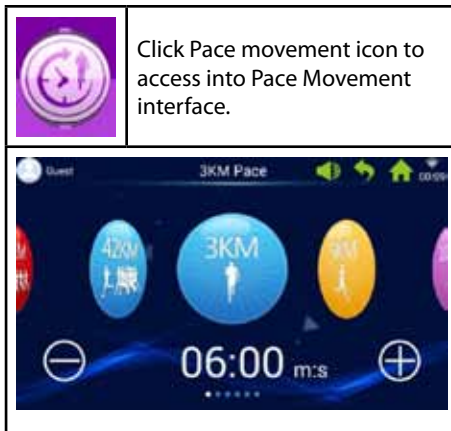 Click Pace movement icon to
access into Pace Movement
interface.
Guest
3KM Pace
42KM
3KM
06:00 m:s